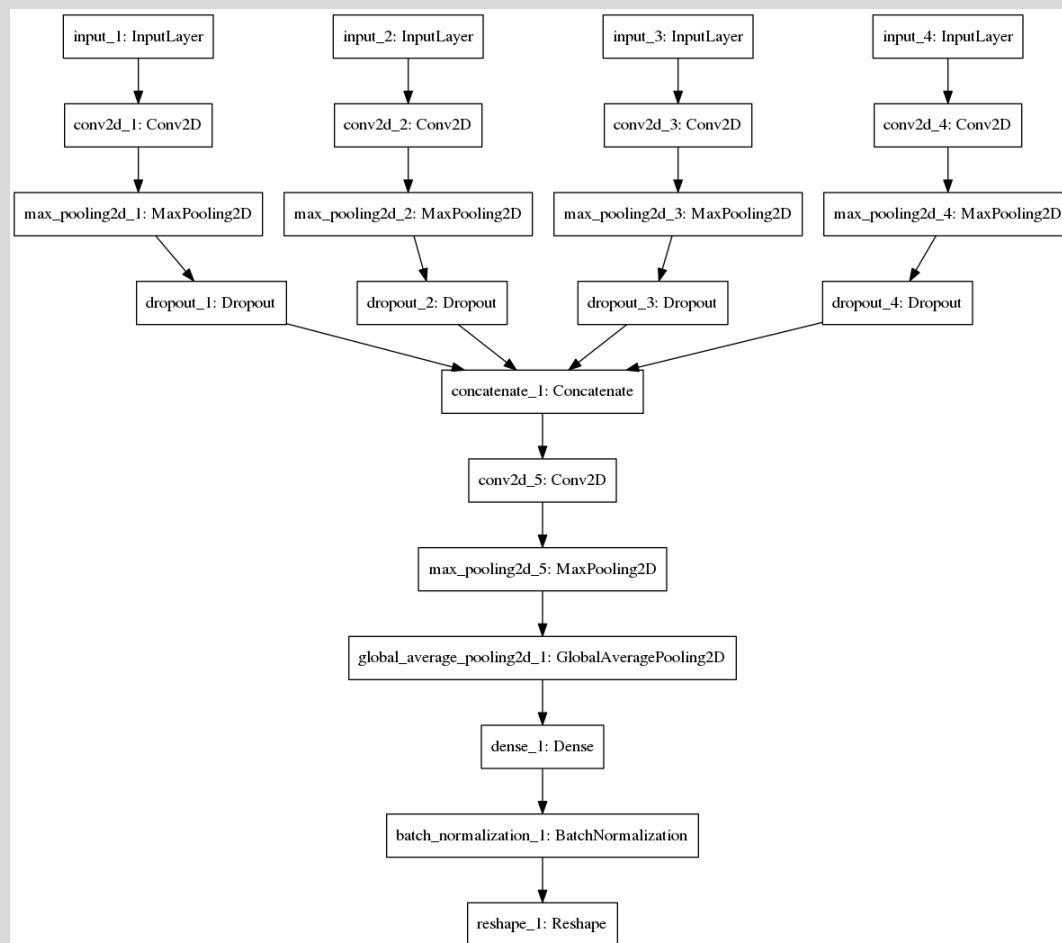 input_1: InputLayer
input_2: InputLayer
input_3: InputLayer
input_4: InputLayer
conv2d_1: Conv2D
conv2d_2: Conv2D
conv2d_3: Conv2D
conv2d_4: Conv2D
max_pooling2d_1: MaxPooling2D
max_pooling2d_2: MaxPooling2D
max_pooling2d_3: MaxPooling2D
max_pooling2d_4: MaxPooling2D
dropout_1: Dropout
dropout_2: Dropout
dropout_3: Dropout
dropout_4: Dropout
concatenate_1: Concatenate
conv2d_5: Conv2D
max_pooling2d_5: MaxPooling2D
global_average_pooling2d_1: GlobalAveragePooling2D
dense_1: Dense
batch_normalization_1: BatchNormalization
reshape_1: Reshape